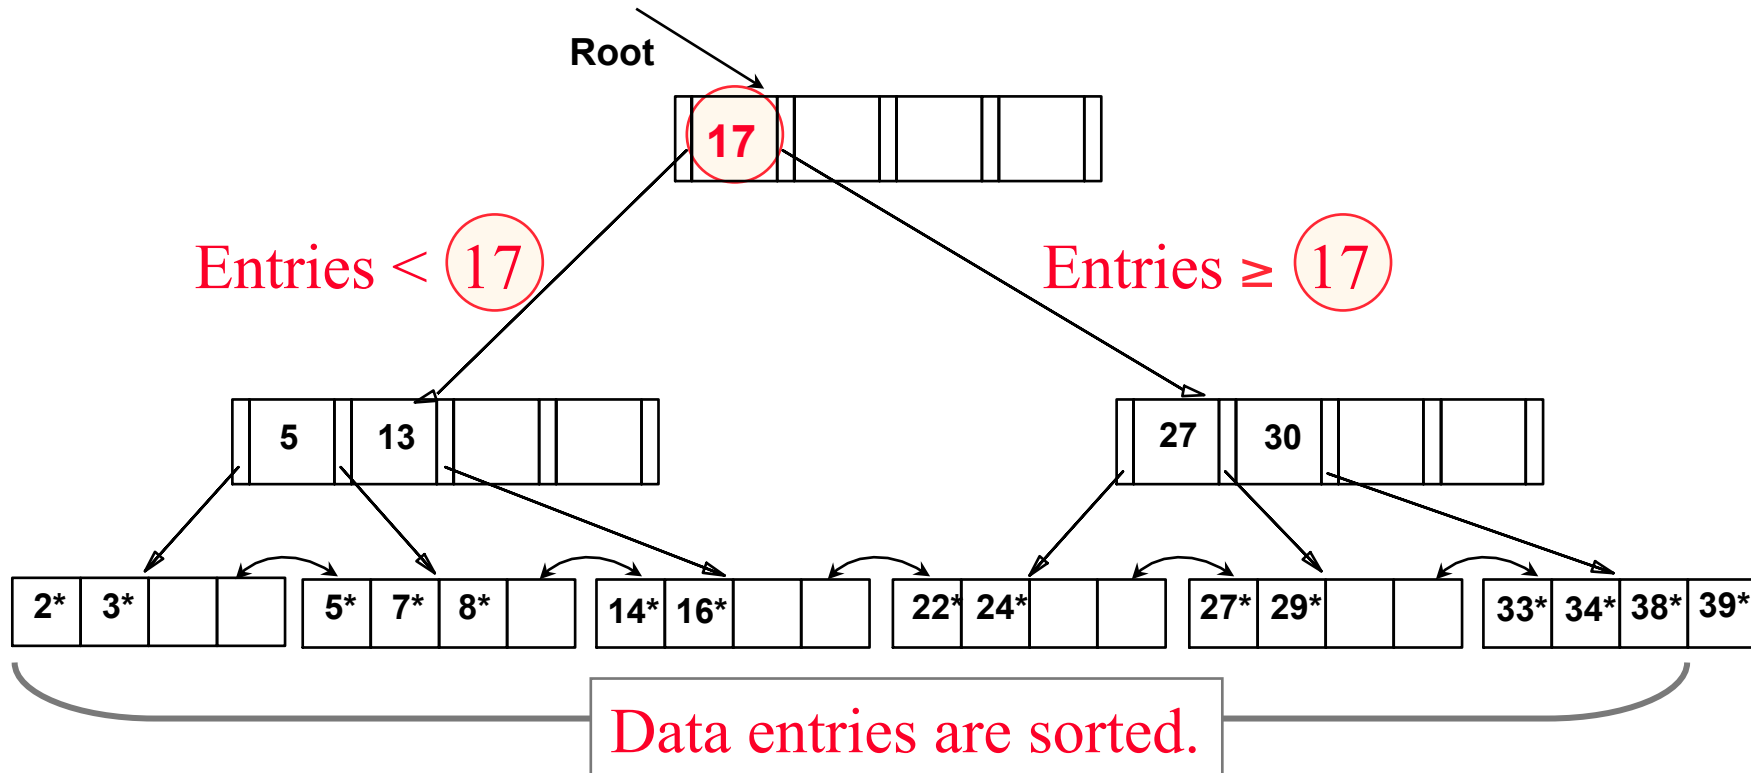 Root
17
Entries < 17
Entries ≥ 17
5 13
27 30
2* 3*
5* 7* 8*
14* 16*
22* 24*
27* 29*
33* 34* 38* 39*
Data entries are sorted.